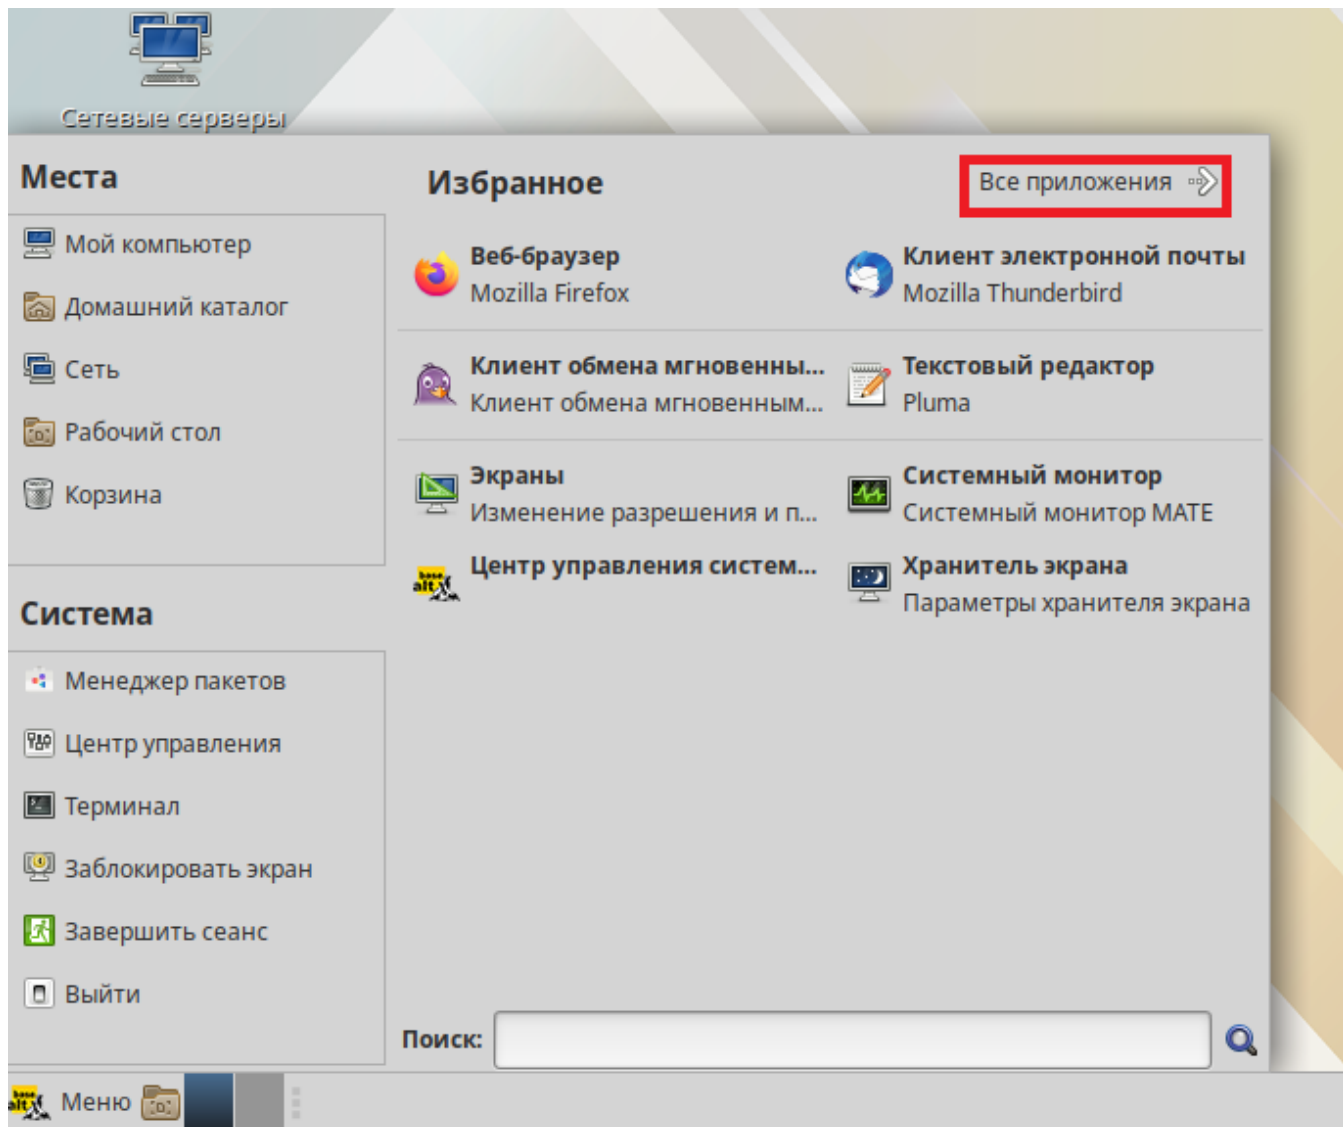 Сетевые серверы
Места
Мой компьютер
Домашний каталог
Сеть
Рабочий стол
Корзина
Система
Менеджер пакетов
Центр управления
Терминал
Заблокировать экран
Завершить сеанс
Выйти
Избранное
Все приложения
Веб-браузер
Mozilla Firefox
Клиент электронной почты
Mozilla Thunderbird
Клиент обмена мгновенны...
Клиент обмена мгновенным...
Текстовый редактор
Pluma
Экраны
Изменение разрешения и п...
Системный монитор
Системный монитор MATE
Центр управления систем...
Хранитель экрана
Параметры хранителя экрана
Поиск:
Меню